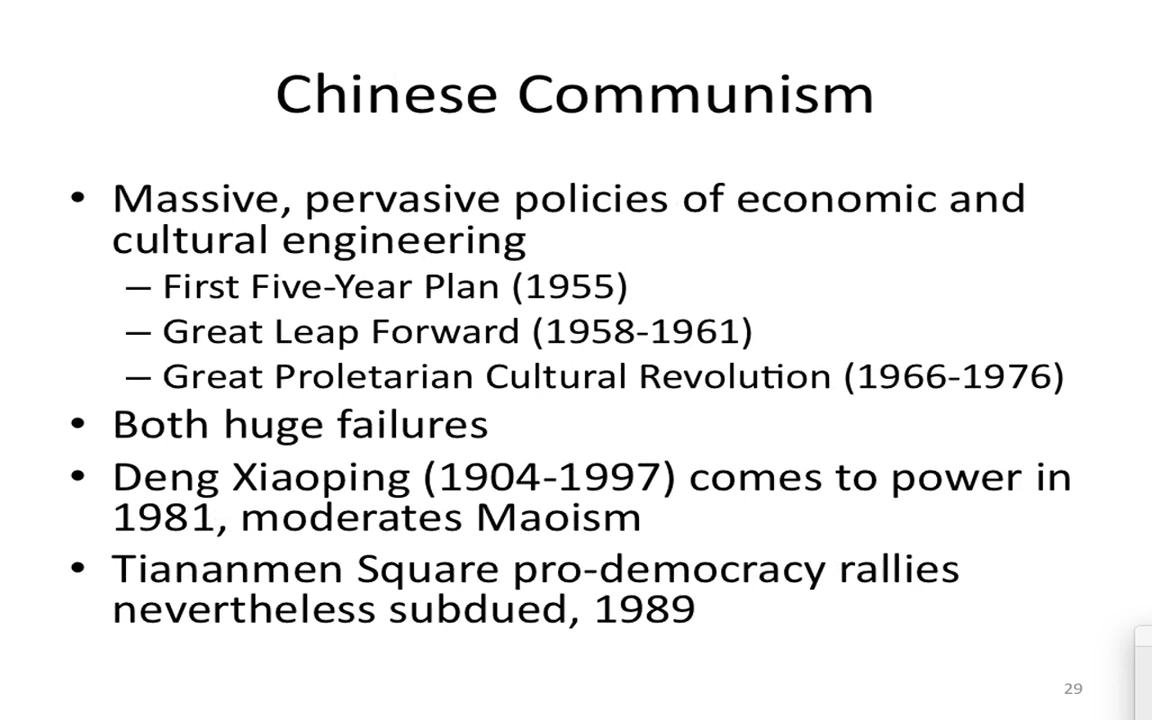 Chinese Communism
• Massive, pervasive policies of economic and
cultural engineering
– First Five-Year Plan (1955)
– Great Leap Forward (1958-1961)
– Great Proletarian Cultural Revolution (1966-1976)
• Both huge failures
• Deng Xiaoping (1904-1997) comes to power in
1981, moderates Maoism
• Tiananmen Square pro-democracy rallies
nevertheless subdued, 1989
29